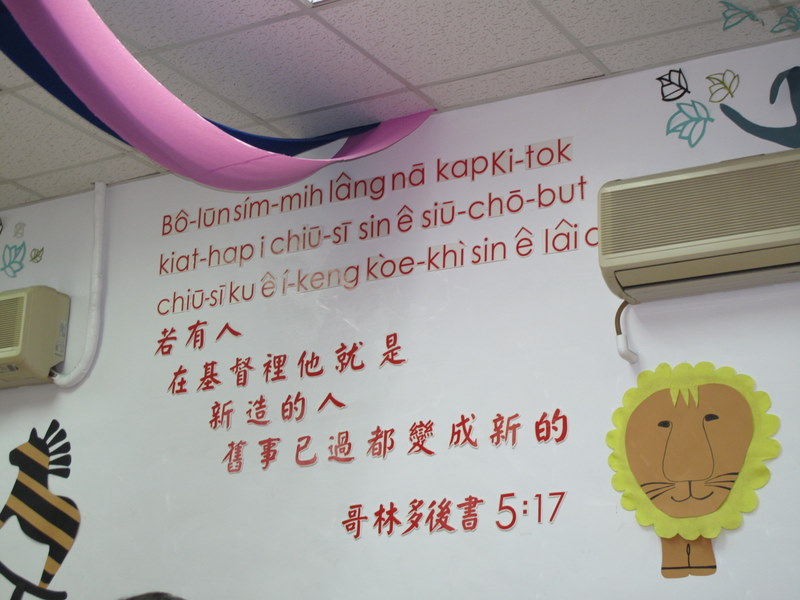 Bô-lūn sím-mih lâng nā kap Ki-tok
kiat-hap i chiū-sī sin ê siū-chō-but
chiū-sī ku ê í-keng kòe-khì sin ê lâi
若有人
在基督裡他就是
新造的人
舊事已過都變成新的
哥林多後書 5:17